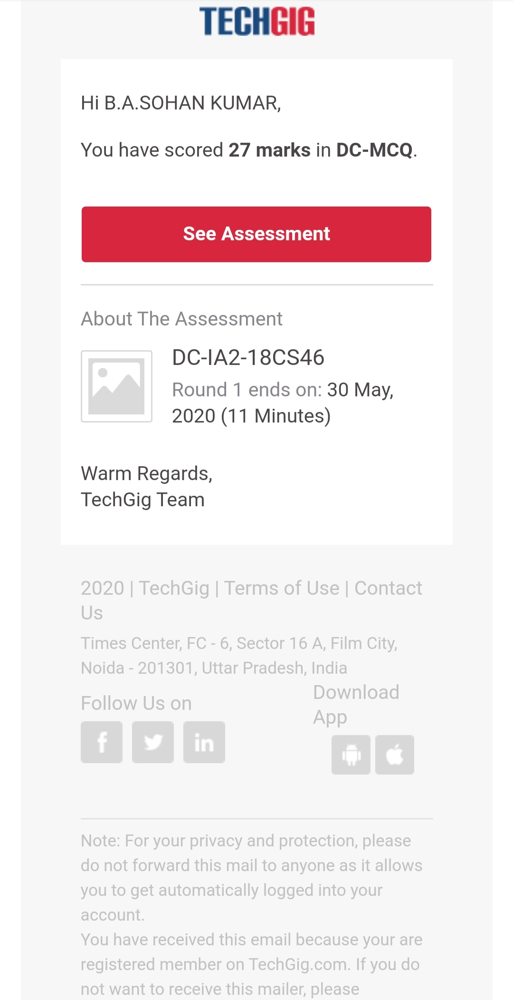 TECHGIG
Hi B.A.SOHAN KUMAR,
You have scored 27 marks in DC-MCQ.
See Assessment
About The Assessment
DC-IA2-18CS46
Round 1 ends on: 30 May,
2020 (11 Minutes)
Warm Regards,
TechGig Team
2020 | TechGig | Terms of Use | Contact
Us
Times Center, FC - 6, Sector 16 A, Film City,
Noida - 201301, Uttar Pradesh, India
Follow Us on
Download
App
f
in
Note: For your privacy and protection, please
do not forward this mail to anyone as it allows
you to get automatically logged into your
account.
You have received this email because your are
registered member on TechGig.com. If you do
not want to receive this mailer, please